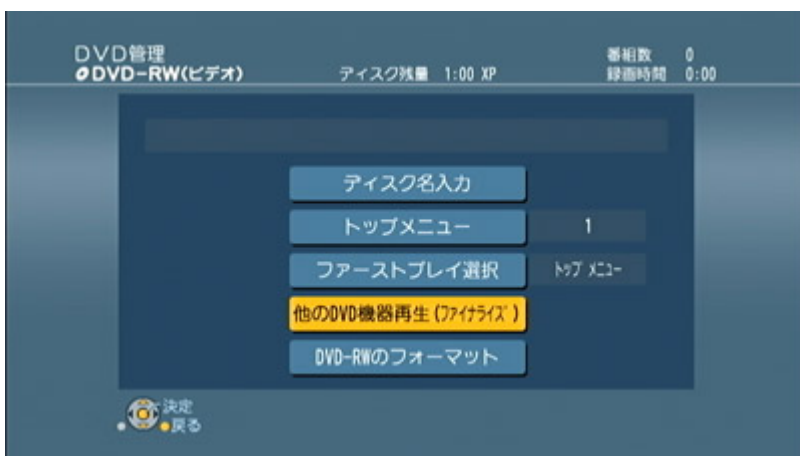 DVD管理
DVD-RW(ビデオ)
ディスク残量 1:00 XP
番組数 0
録画時間 0:00
ディスク名入力
トップメニュー 1
ファーストプレイ選択 トップ メニュー
他のDVD機器再生(ファイナライズ)
DVD-RWのフォーマット
決定
戻る